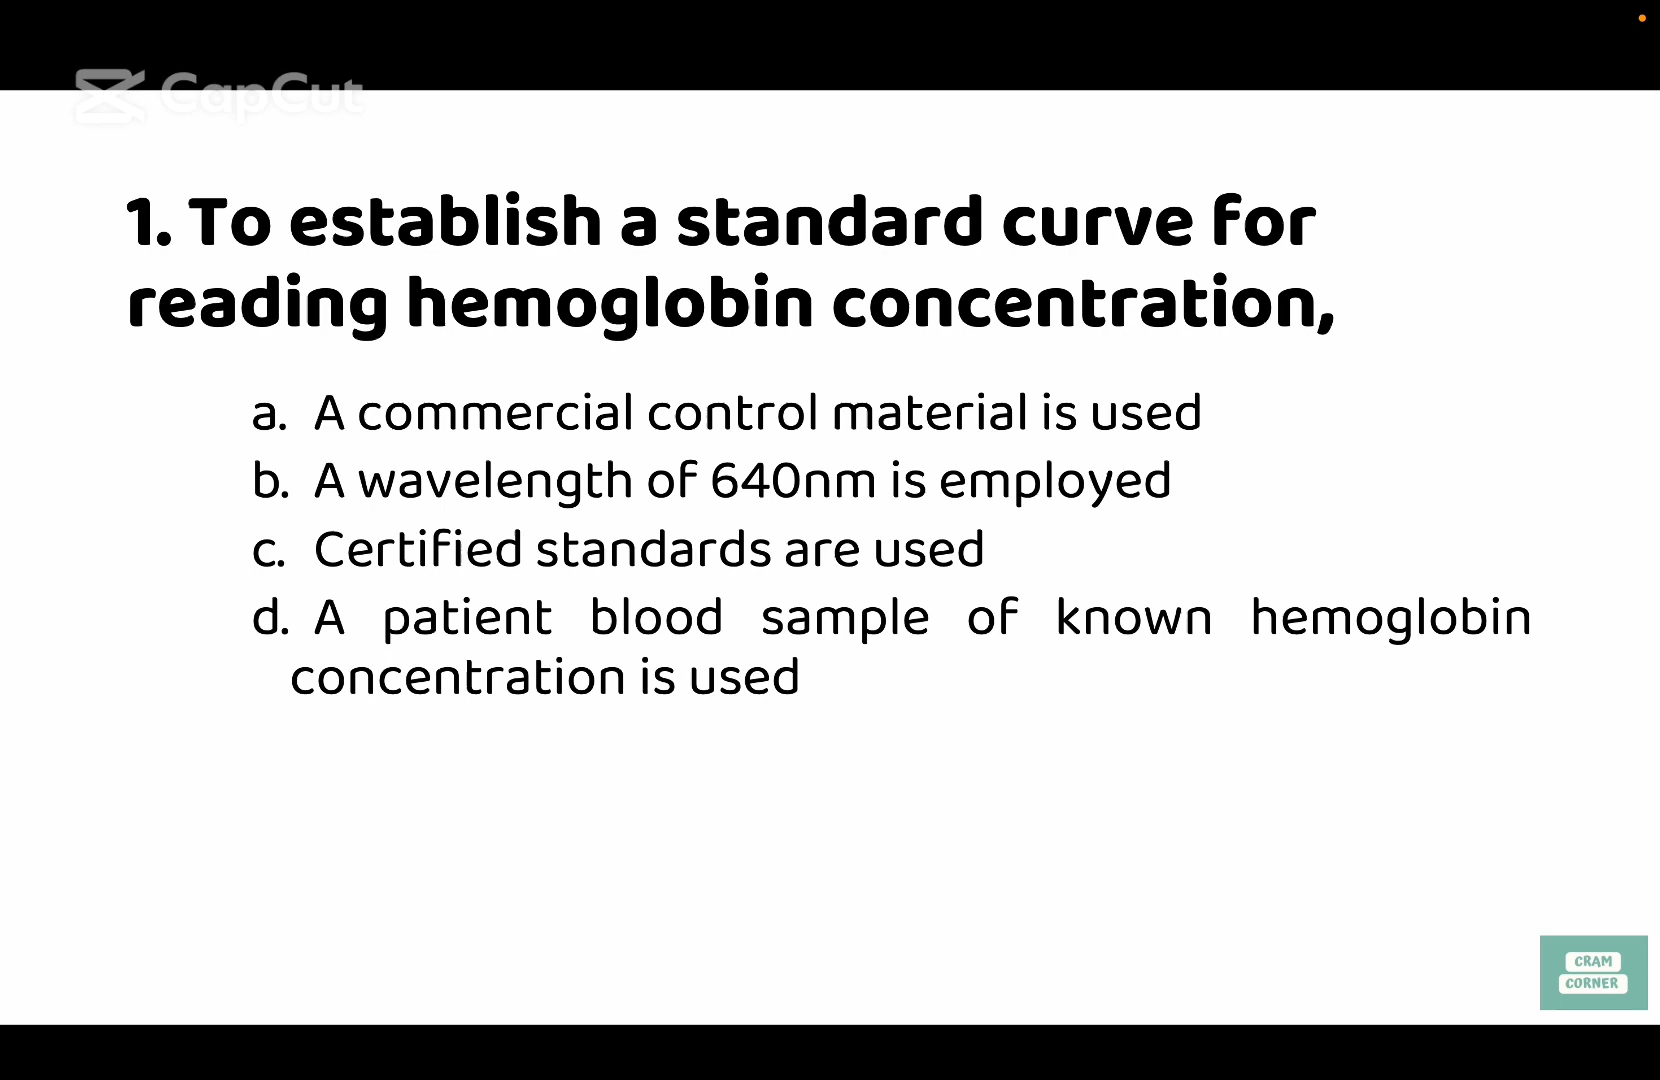 CapCut
1. To establish a standard curve for
reading hemoglobin concentration,
a. A commercial control material is used
b. A wavelength of 640nm is employed
c. Certified standards are used
d. A patient blood sample of known hemoglobin
concentration is used
CRAM
CORNER